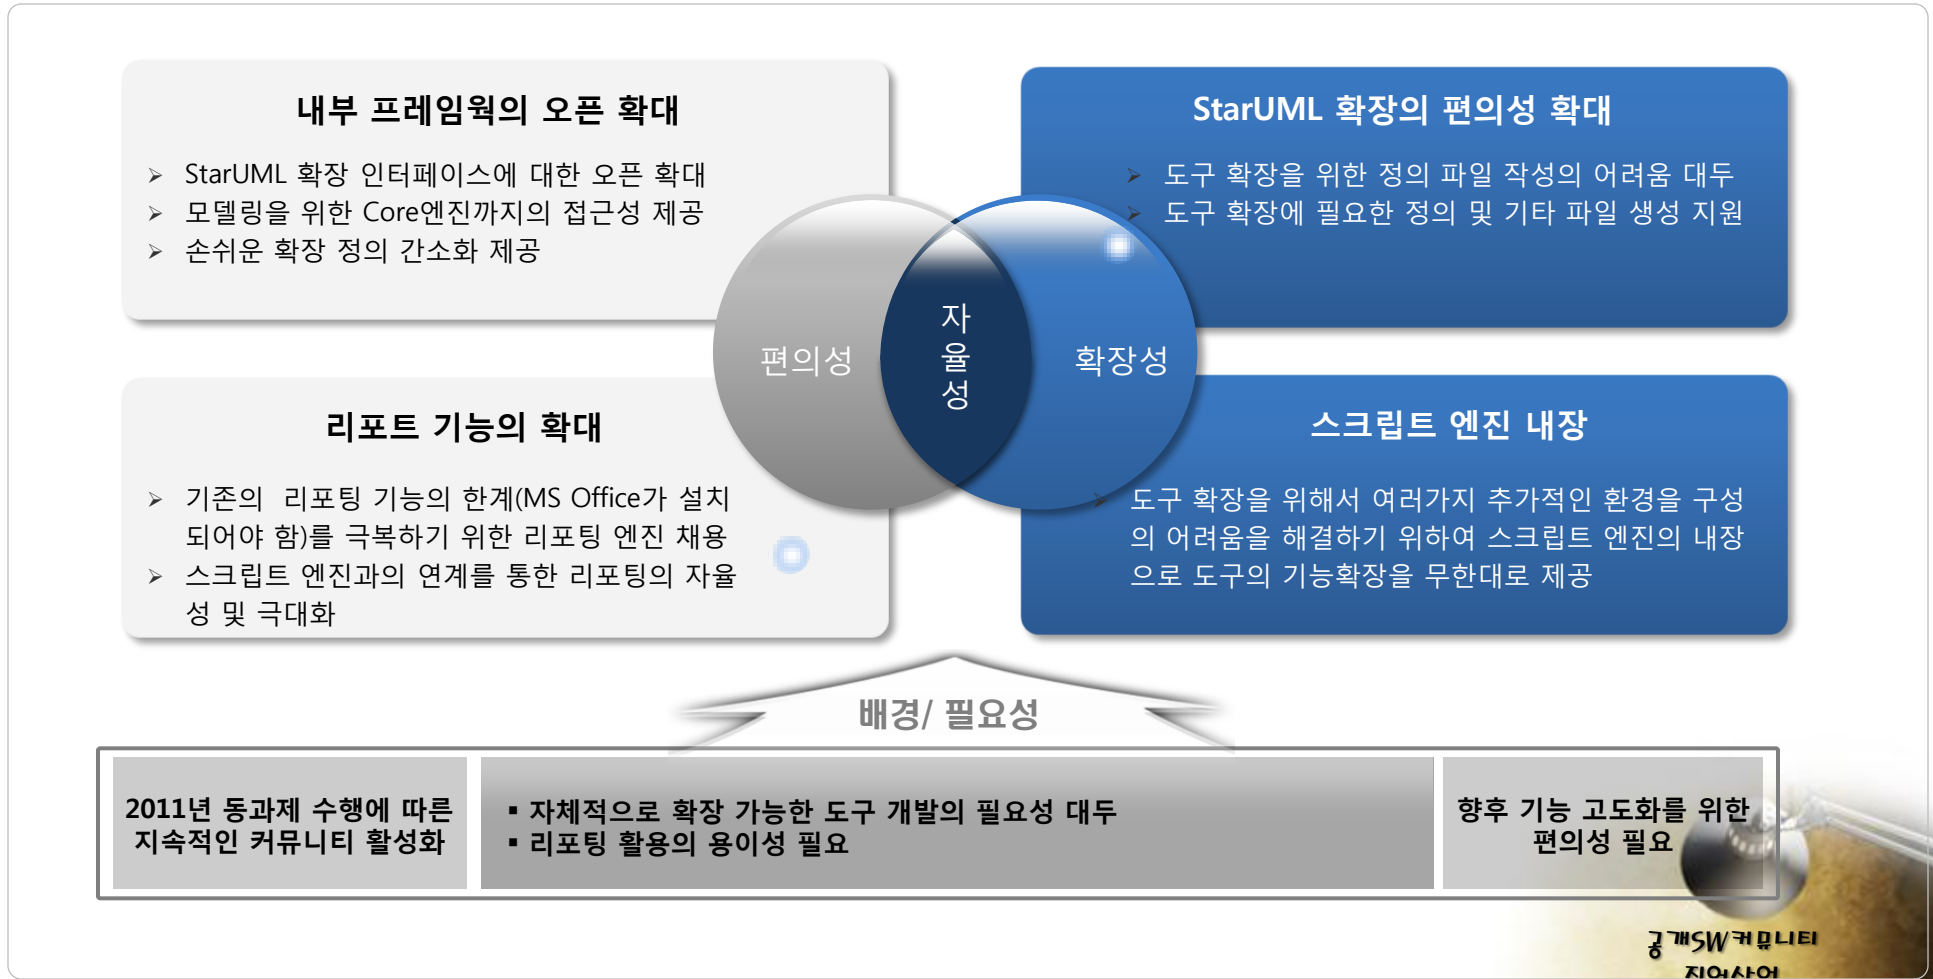 내부 프레임웍의 오픈 확대
➢ StarUML 확장 인터페이스에 대한 오픈 확대
➢ 모델링을 위한 Core엔진까지의 접근성 제공
➢ 손쉬운 확장 정의 간소화 제공
StarUML 확장의 편의성 확대
➢ 도구 확장을 위한 정의 파일 작성의 어려움 대두
➢ 도구 확장에 필요한 정의 및 기타 파일 생성 지원
편의성
자
율
성
확장성
리포트 기능의 확대
➢ 기존의  리포팅 기능의 한계(MS Office가 설치
되어야 함)를 극복하기 위한 리포팅 엔진 채용
➢ 스크립트 엔진과의 연계를 통한 리포팅의 자율
성 및 극대화
스크립트 엔진 내장
➢ 도구 확장을 위해서 여러가지 추가적인 환경을 구성
의 어려움을 해결하기 위하여 스크립트 엔진의 내장
으로 도구의 기능확장을 무한대로 제공
배경/ 필요성
2011년 동과제 수행에 따른
지속적인 커뮤니티 활성화
▪ 자체적으로 확장 가능한 도구 개발의 필요성 대두
▪ 리포팅 활용의 용이성 필요
향후 기능 고도화를 위한
편의성 필요
공개SW커뮤니티